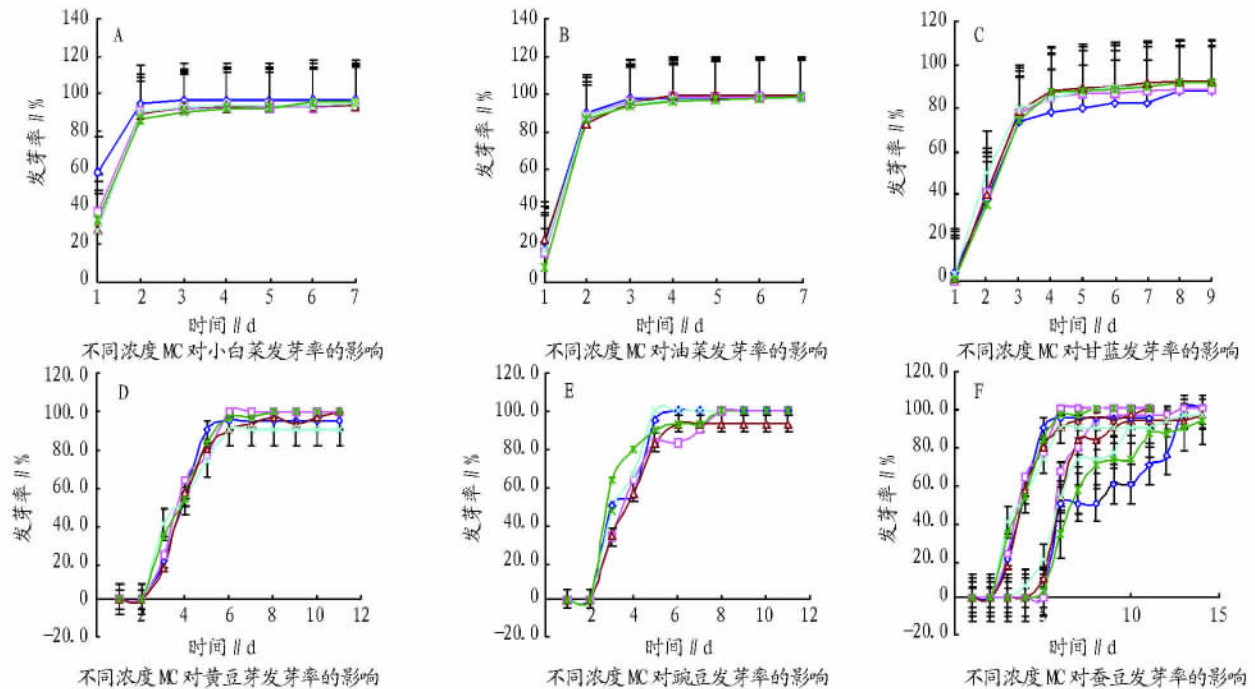 A
发芽率∥%
140
120
100
80
60
40
20
0
1 2 3 4 5 6 7
时间∥d
不同浓度 MC 对小白菜发芽率的影响
B
发芽率∥%
140
120
100
80
60
40
20
0
1 2 3 4 5 6 7
时间∥d
不同浓度 MC 对油菜发芽率的影响
C
发芽率∥%
120
100
80
60
40
20
0
1 2 3 4 5 6 7 8 9
时间∥d
不同浓度 MC 对甘蓝发芽率的影响
D
发芽率∥%
120.0
100.0
80.0
60.0
40.0
20.0
0
-20.0
2 4 6 8 10 12
时间∥d
不同浓度 MC 对黄豆芽发芽率的影响
E
发芽率∥%
120.0
100.0
80.0
60.0
40.0
20.0
0
-20.0
2 4 6 8 10 12
时间∥d
不同浓度 MC 对豌豆发芽率的影响
F
发芽率∥%
120.0
100.0
80.0
60.0
40.0
20.0
0
-20.0
10 15
时间∥d
不同浓度 MC 对蚕豆发芽率的影响